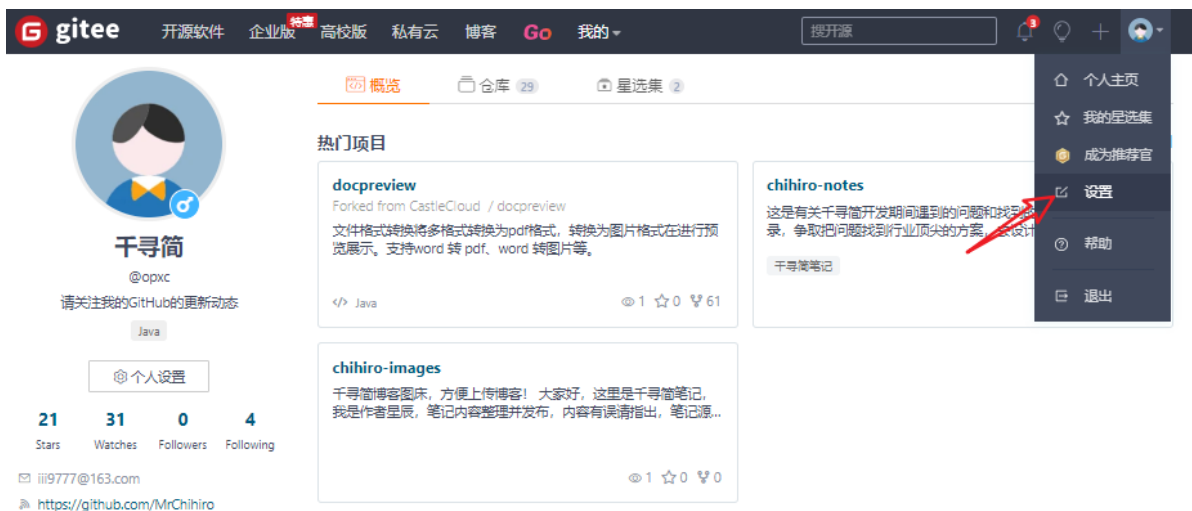 gitee 开源软件 企业版 特惠 高校版 私有云 博客 Go 我的 搜开源 3
概览 仓库 29 星选集 2
个人主页
我的星选集
成为推荐官
设置
帮助
退出
千寻简
@opxc
请关注我的GitHub的更新动态
Java
个人设置
21 31 0 4
Stars Watches Followers Following
iii9777@163.com
https://github.com/MrChihiro
热门项目
docpreview
Forked from CastleCloud / docpreview
文件格式转换将多格式转换为pdf格式，转换为图片格式在进行预
览展示。支持word 转 pdf、word 转图片等。
</> Java 1 0 61
chihiro-notes
这是有关千寻简开发期间遇到的问题和找到的
录，争取把问题找到行业顶尖的方案，
设计
千寻简笔记
chihiro-images
千寻简博客图床，方便上传博客！ 大家好，这里是千寻简笔记，
我是作者星辰，笔记内容整理并发布，内容有误请指出，笔记源...
1 0 0